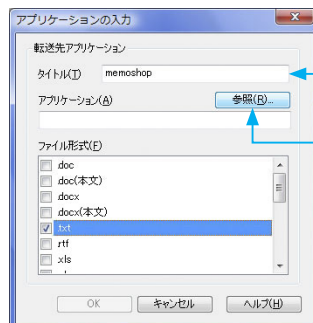 アプリケーションの入力
転送先アプリケーション
タイトル(T) memoshop
アプリケーション(A) 参照(R)...
ファイル形式(F)
.doc
.doc(本文)
.docx
.docx(本文)
.txt
.rtf
.xls
OK キャンセル ヘルプ(H)